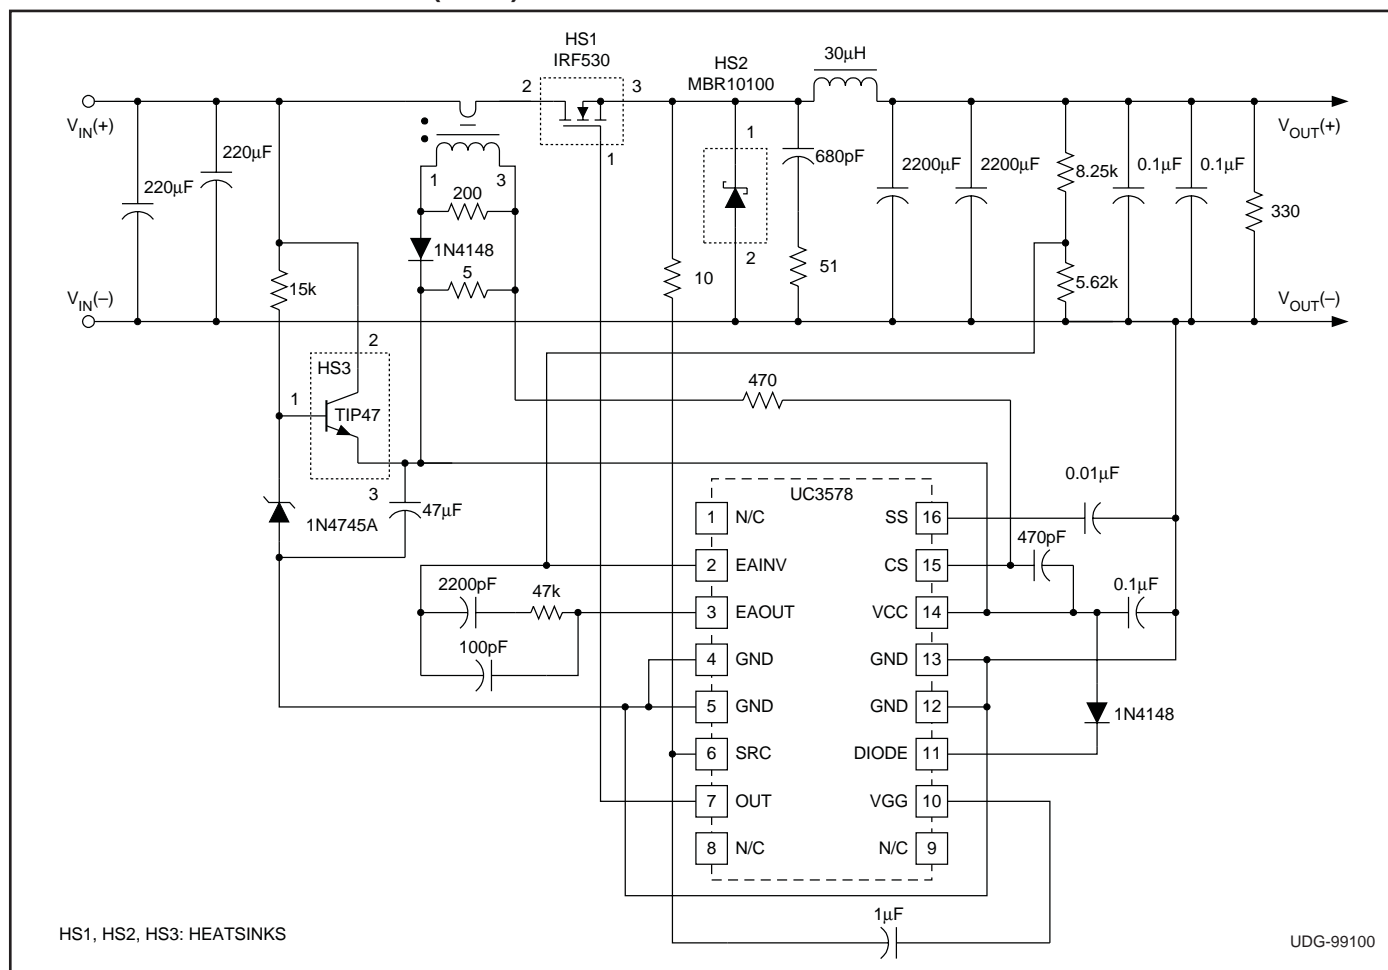 HS1
IRF530
HS2
MBR10100
30µH
2
3
1
V_IN(+)
V_OUT(+)
220µF
220µF
1
3
200
1N4148
5
1
2
680pF
51
10
2200µF
2200µF
8.25k
5.62k
0.1µF
0.1µF
330
15k
V_IN(–)
V_OUT(–)
HS3
2
1
TIP47
3
47µF
1N4745A
470
UC3578
0.01µF
470pF
0.1µF
1 N/C
SS 16
2 EAINV
CS 15
2200pF
47k
3 EAOUT
VCC 14
100pF
4 GND
GND 13
5 GND
GND 12
1N4148
6 SRC
DIODE 11
7 OUT
VGG 10
8 N/C
N/C 9
1µF
HS1, HS2, HS3: HEATSINKS
UDG-99100